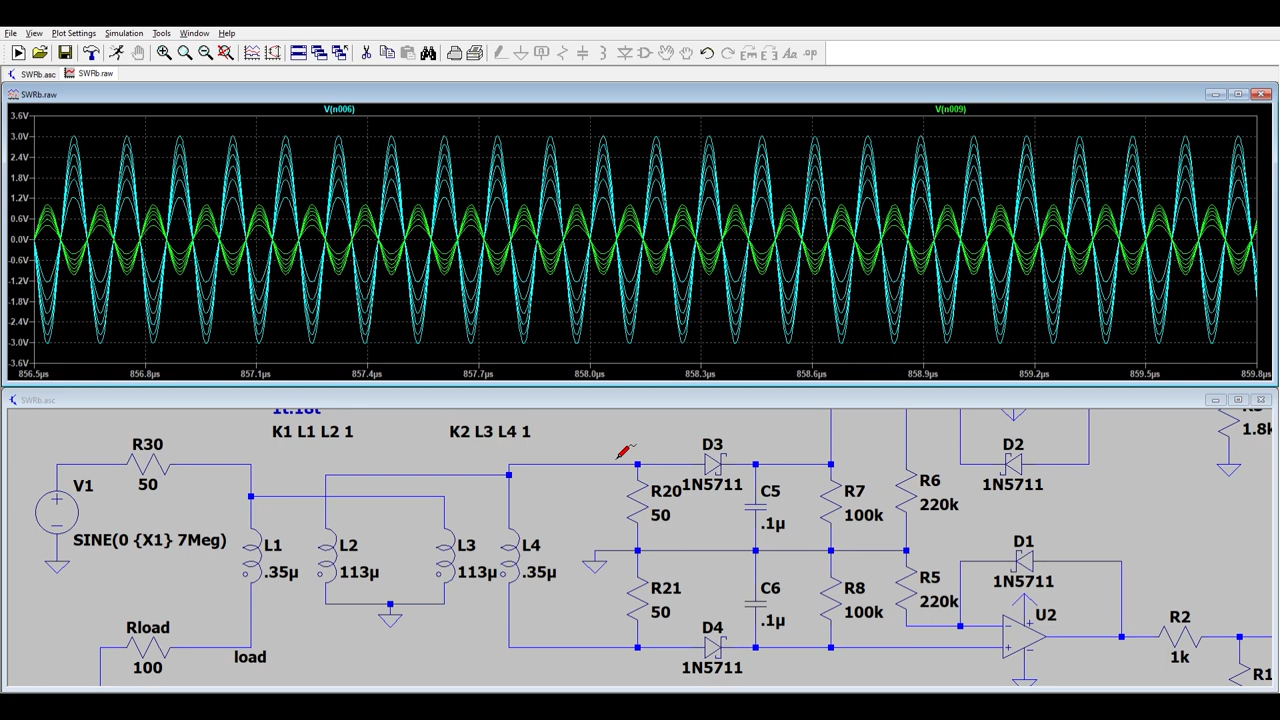 File View Plot Settings Simulation Tools Window Help
SWRb.asc SWRb.raw
SWRb.raw
V(n006) V(n009)
3.6V
3.0V
2.4V
1.8V
1.2V
0.6V
0.0V
-0.6V
-1.2V
-1.8V
-2.4V
-3.0V
-3.6V
856.5µs 856.8µs 857.1µs 857.4µs 857.7µs 858.0µs 858.3µs 858.6µs 858.9µs 859.2µs 859.5µs 859.8µs
SWRb.asc
1t:18t
K1 L1 L2 1 K2 L3 L4 1
R30
50
V1
SINE(0 {X1} 7Meg)
L1
.35µ
L2
113µ
L3
113µ
L4
.35µ
Rload
100
load
D3
1N5711
R20
50
R21
50
D4
1N5711
C5
.1µ
C6
.1µ
R7
100k
R8
100k
R6
220k
R5
220k
D2
1N5711
D1
1N5711
U2
R2
1k
1.8k
R1